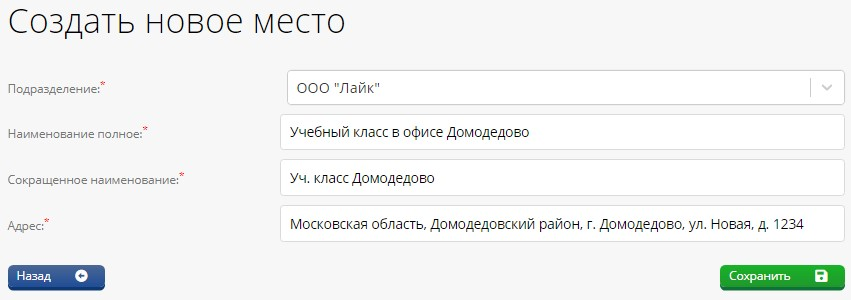 Создать новое место
Подразделение:* ООО "Лайк"
Наименование полное:* Учебный класс в офисе Домодедово
Сокращенное наименование:* Уч. класс Домодедово
Адрес:* Московская область, Домодедовский район, г. Домодедово, ул. Новая, д. 1234
Назад Сохранить